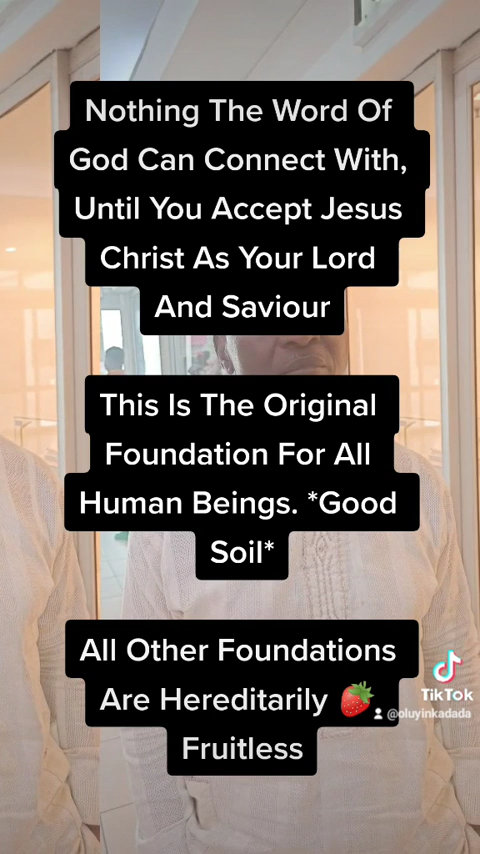 Nothing The Word Of
God Can Connect With,
Until You Accept Jesus
Christ As Your Lord
And Saviour
This Is The Original
Foundation For All
Human Beings. *Good
Soil*
All Other Foundations
Are Hereditarily 🍓
Fruitless
TikTok
@oluyinkadada